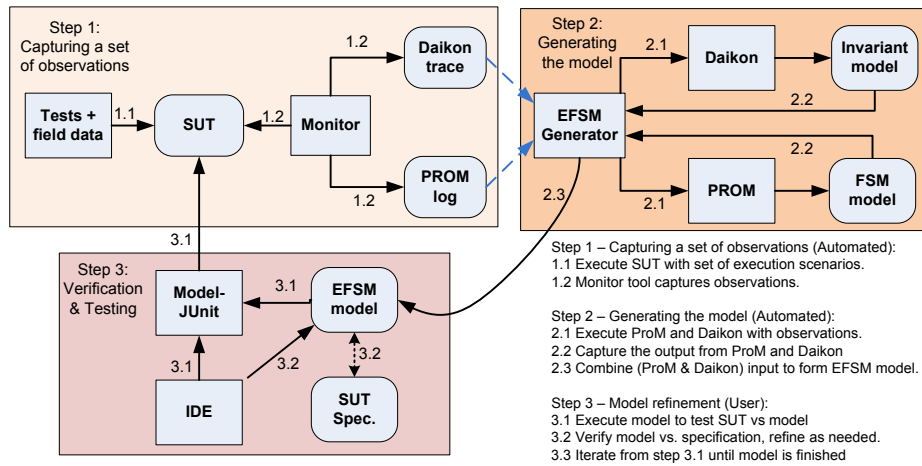 Step 1:
Capturing a set
of observations
Tests +
field data
1.1
SUT
1.2
Monitor
1.2
Daikon
trace
1.2
PROM
log
Step 2:
Generating
the model
2.1
Daikon
Invariant
model
2.2
EFSM
Generator
2.2
2.1
PROM
FSM
model
2.3
3.1
Step 3:
Verification
& Testing
Model-
JUnit
3.1
EFSM
model
3.1
3.2
3.2
IDE
SUT
Spec.
Step 1 – Capturing a set of observations (Automated):
1.1 Execute SUT with set of execution scenarios.
1.2 Monitor tool captures observations.
Step 2 – Generating the model (Automated):
2.1 Execute ProM and Daikon with observations.
2.2 Capture the output from ProM and Daikon
2.3 Combine (ProM & Daikon) input to form EFSM model.
Step 3 – Model refinement (User):
3.1 Execute model to test SUT vs model
3.2 Verify model vs. specification, refine as needed.
3.3 Iterate from step 3.1 until model is finished